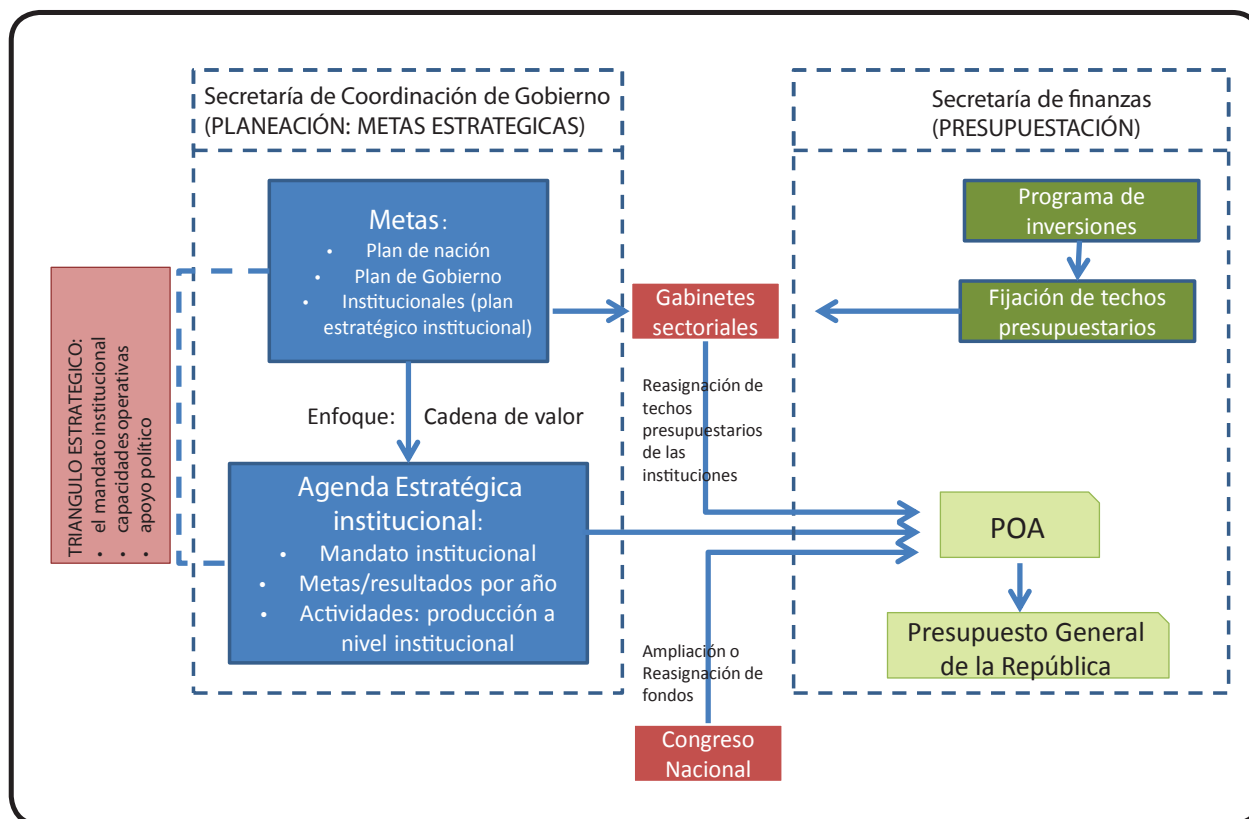 Secretaría de Coordinación de Gobierno
(PLANEACIÓN: METAS ESTRATEGICAS)
Metas:
• Plan de nación
• Plan de Gobierno
• Institucionales (plan
estratégico institucional)
Enfoque: Cadena de valor
Agenda Estratégica
institucional:
• Mandato institucional
• Metas/resultados por año
• Actividades: producción a
nivel institucional
TRIANGULO ESTRATEGICO:
• el mandato institucional
• capacidades operativas
• apoyo político
Gabinetes
sectoriales
Reasignación de
techos
presupuestarios
de las
instituciones
Ampliación o
Reasignación de
fondos
Congreso
Nacional
Secretaría de finanzas
(PRESUPUESTACIÓN)
Programa de
inversiones
Fijación de techos
presupuestarios
POA
Presupuesto General
de la República